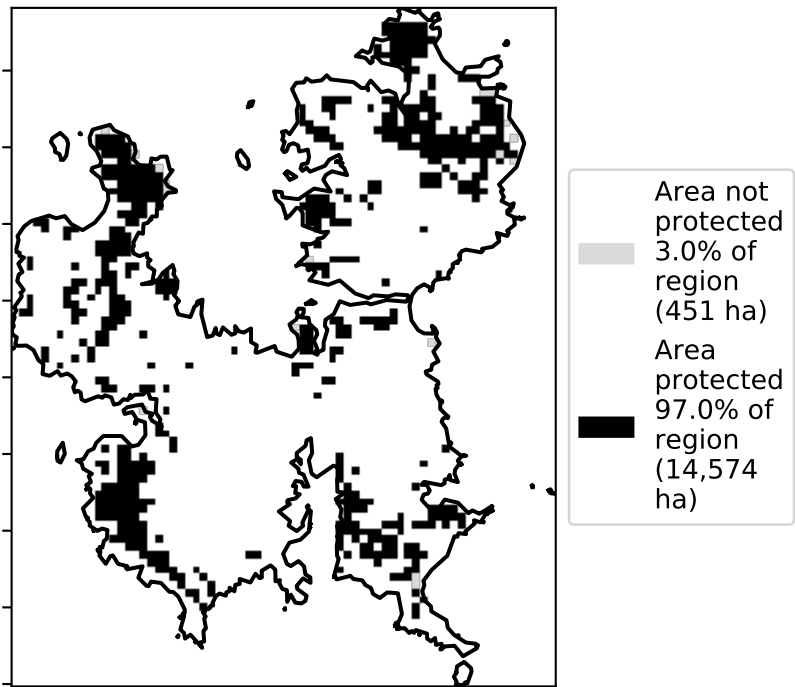 Area not
protected
3.0% of
region
(451 ha)
Area
protected
97.0% of
region
(14,574
ha)